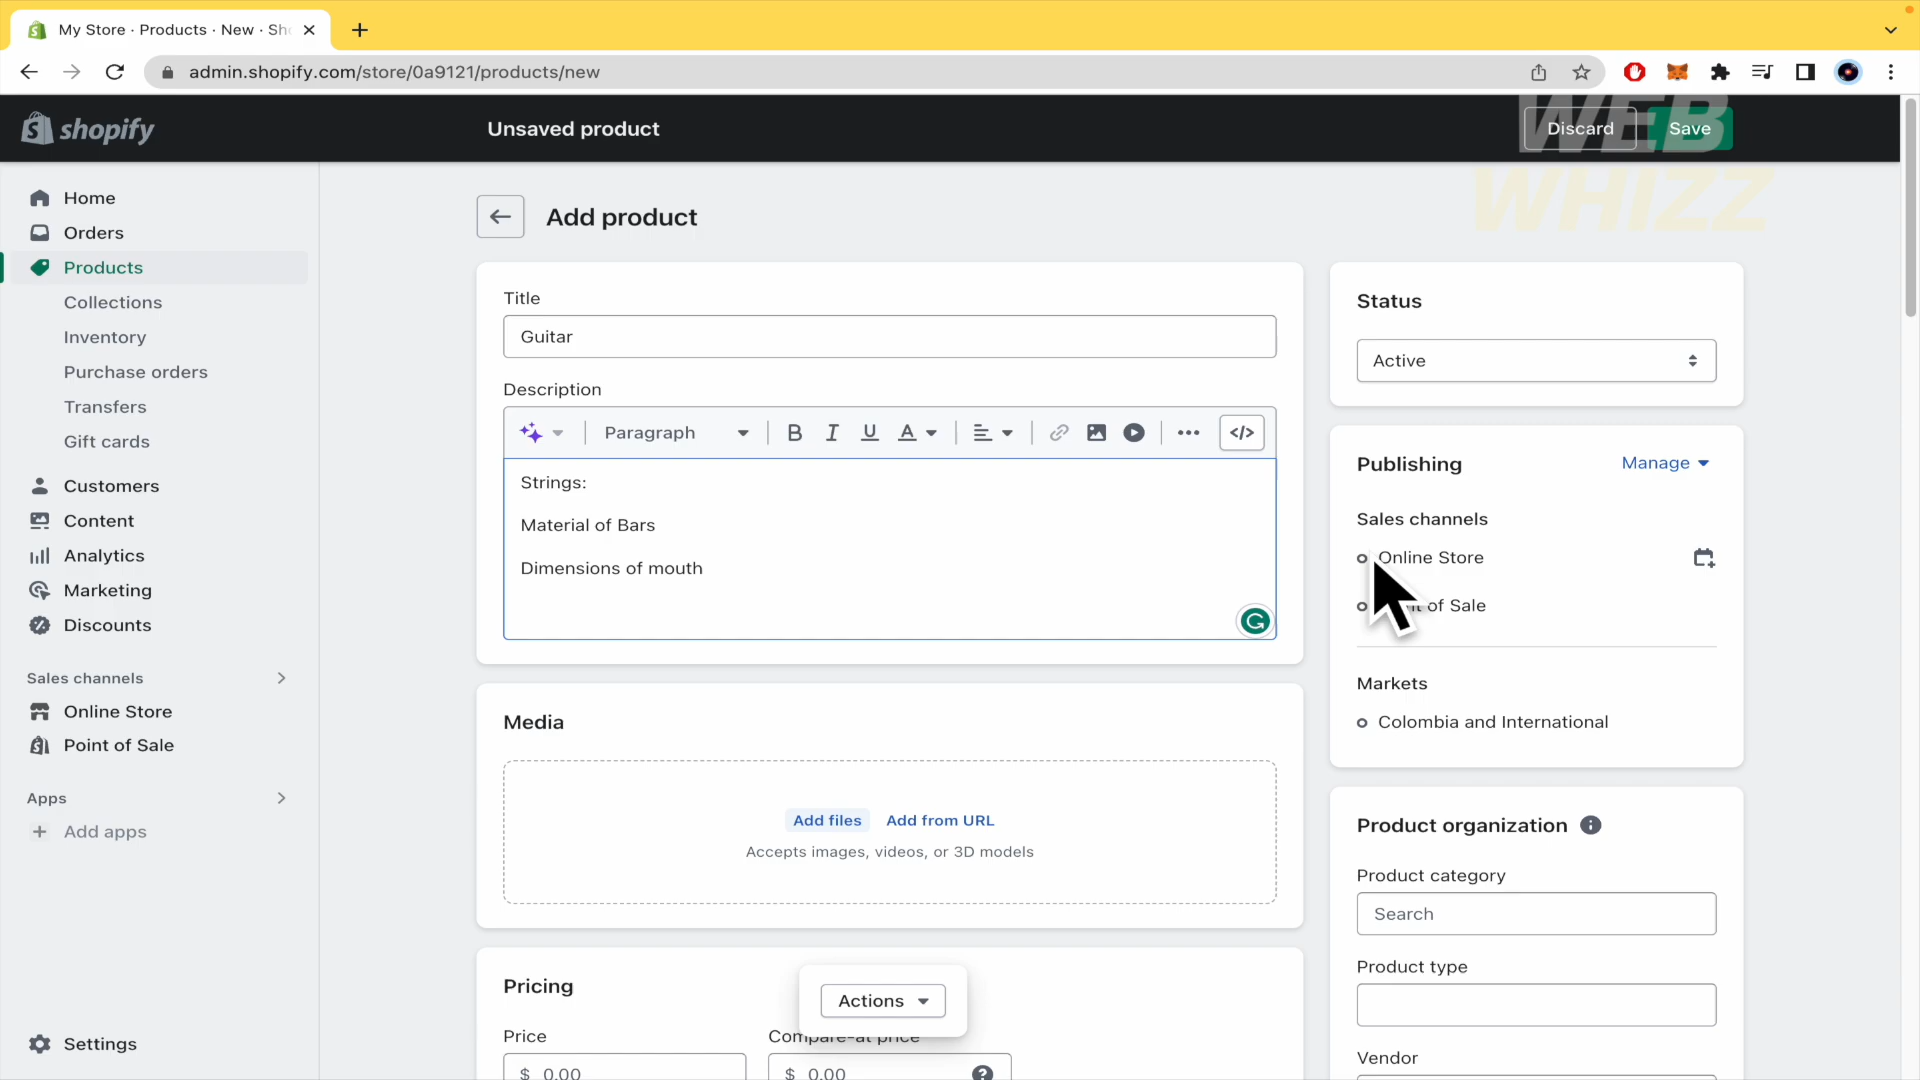 My Store · Products · New · Sh
admin.shopify.com/store/0a9121/products/new
shopify
Unsaved product
Discard
Save
WEB
WHIZZ
Home
Orders
Products
Collections
Inventory
Purchase orders
Transfers
Gift cards
Customers
Content
Analytics
Marketing
Discounts
Sales channels
Online Store
Point of Sale
Apps
Add apps
Settings
Add product
Title
Guitar
Description
Paragraph
B I U A
</>
Strings:
Material of Bars
Dimensions of mouth
Media
Add files Add from URL
Accepts images, videos, or 3D models
Pricing
Actions
Price
Compare-at price
$ 0.00
$ 0.00
Status
Active
Publishing
Manage
Sales channels
Online Store
of Sale
Markets
Colombia and International
Product organization
Product category
Search
Product type
Vendor